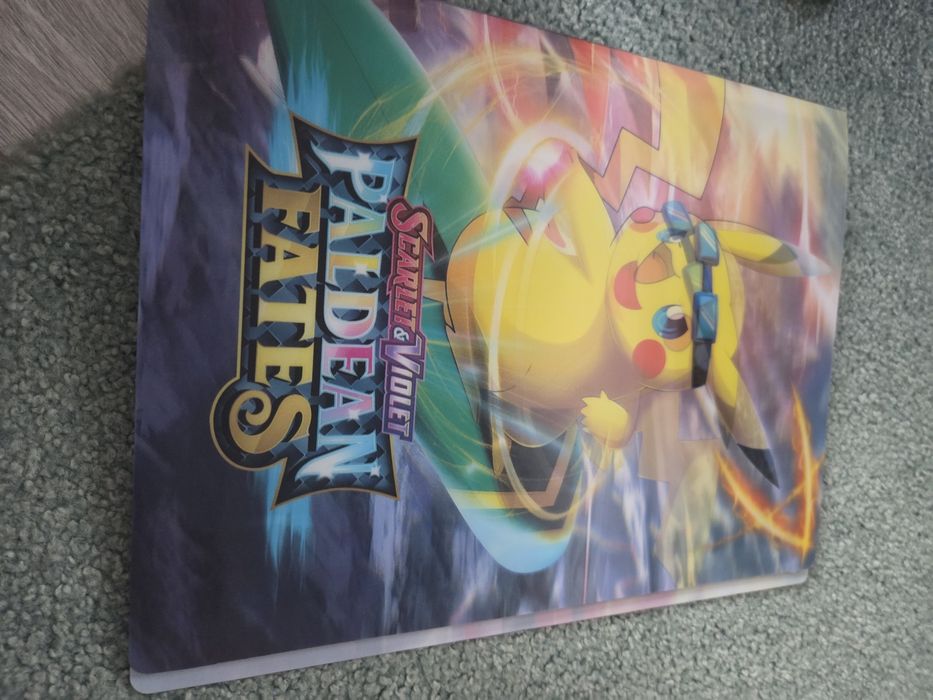 SCARLET & VIOLET
PALDEAN
FATES